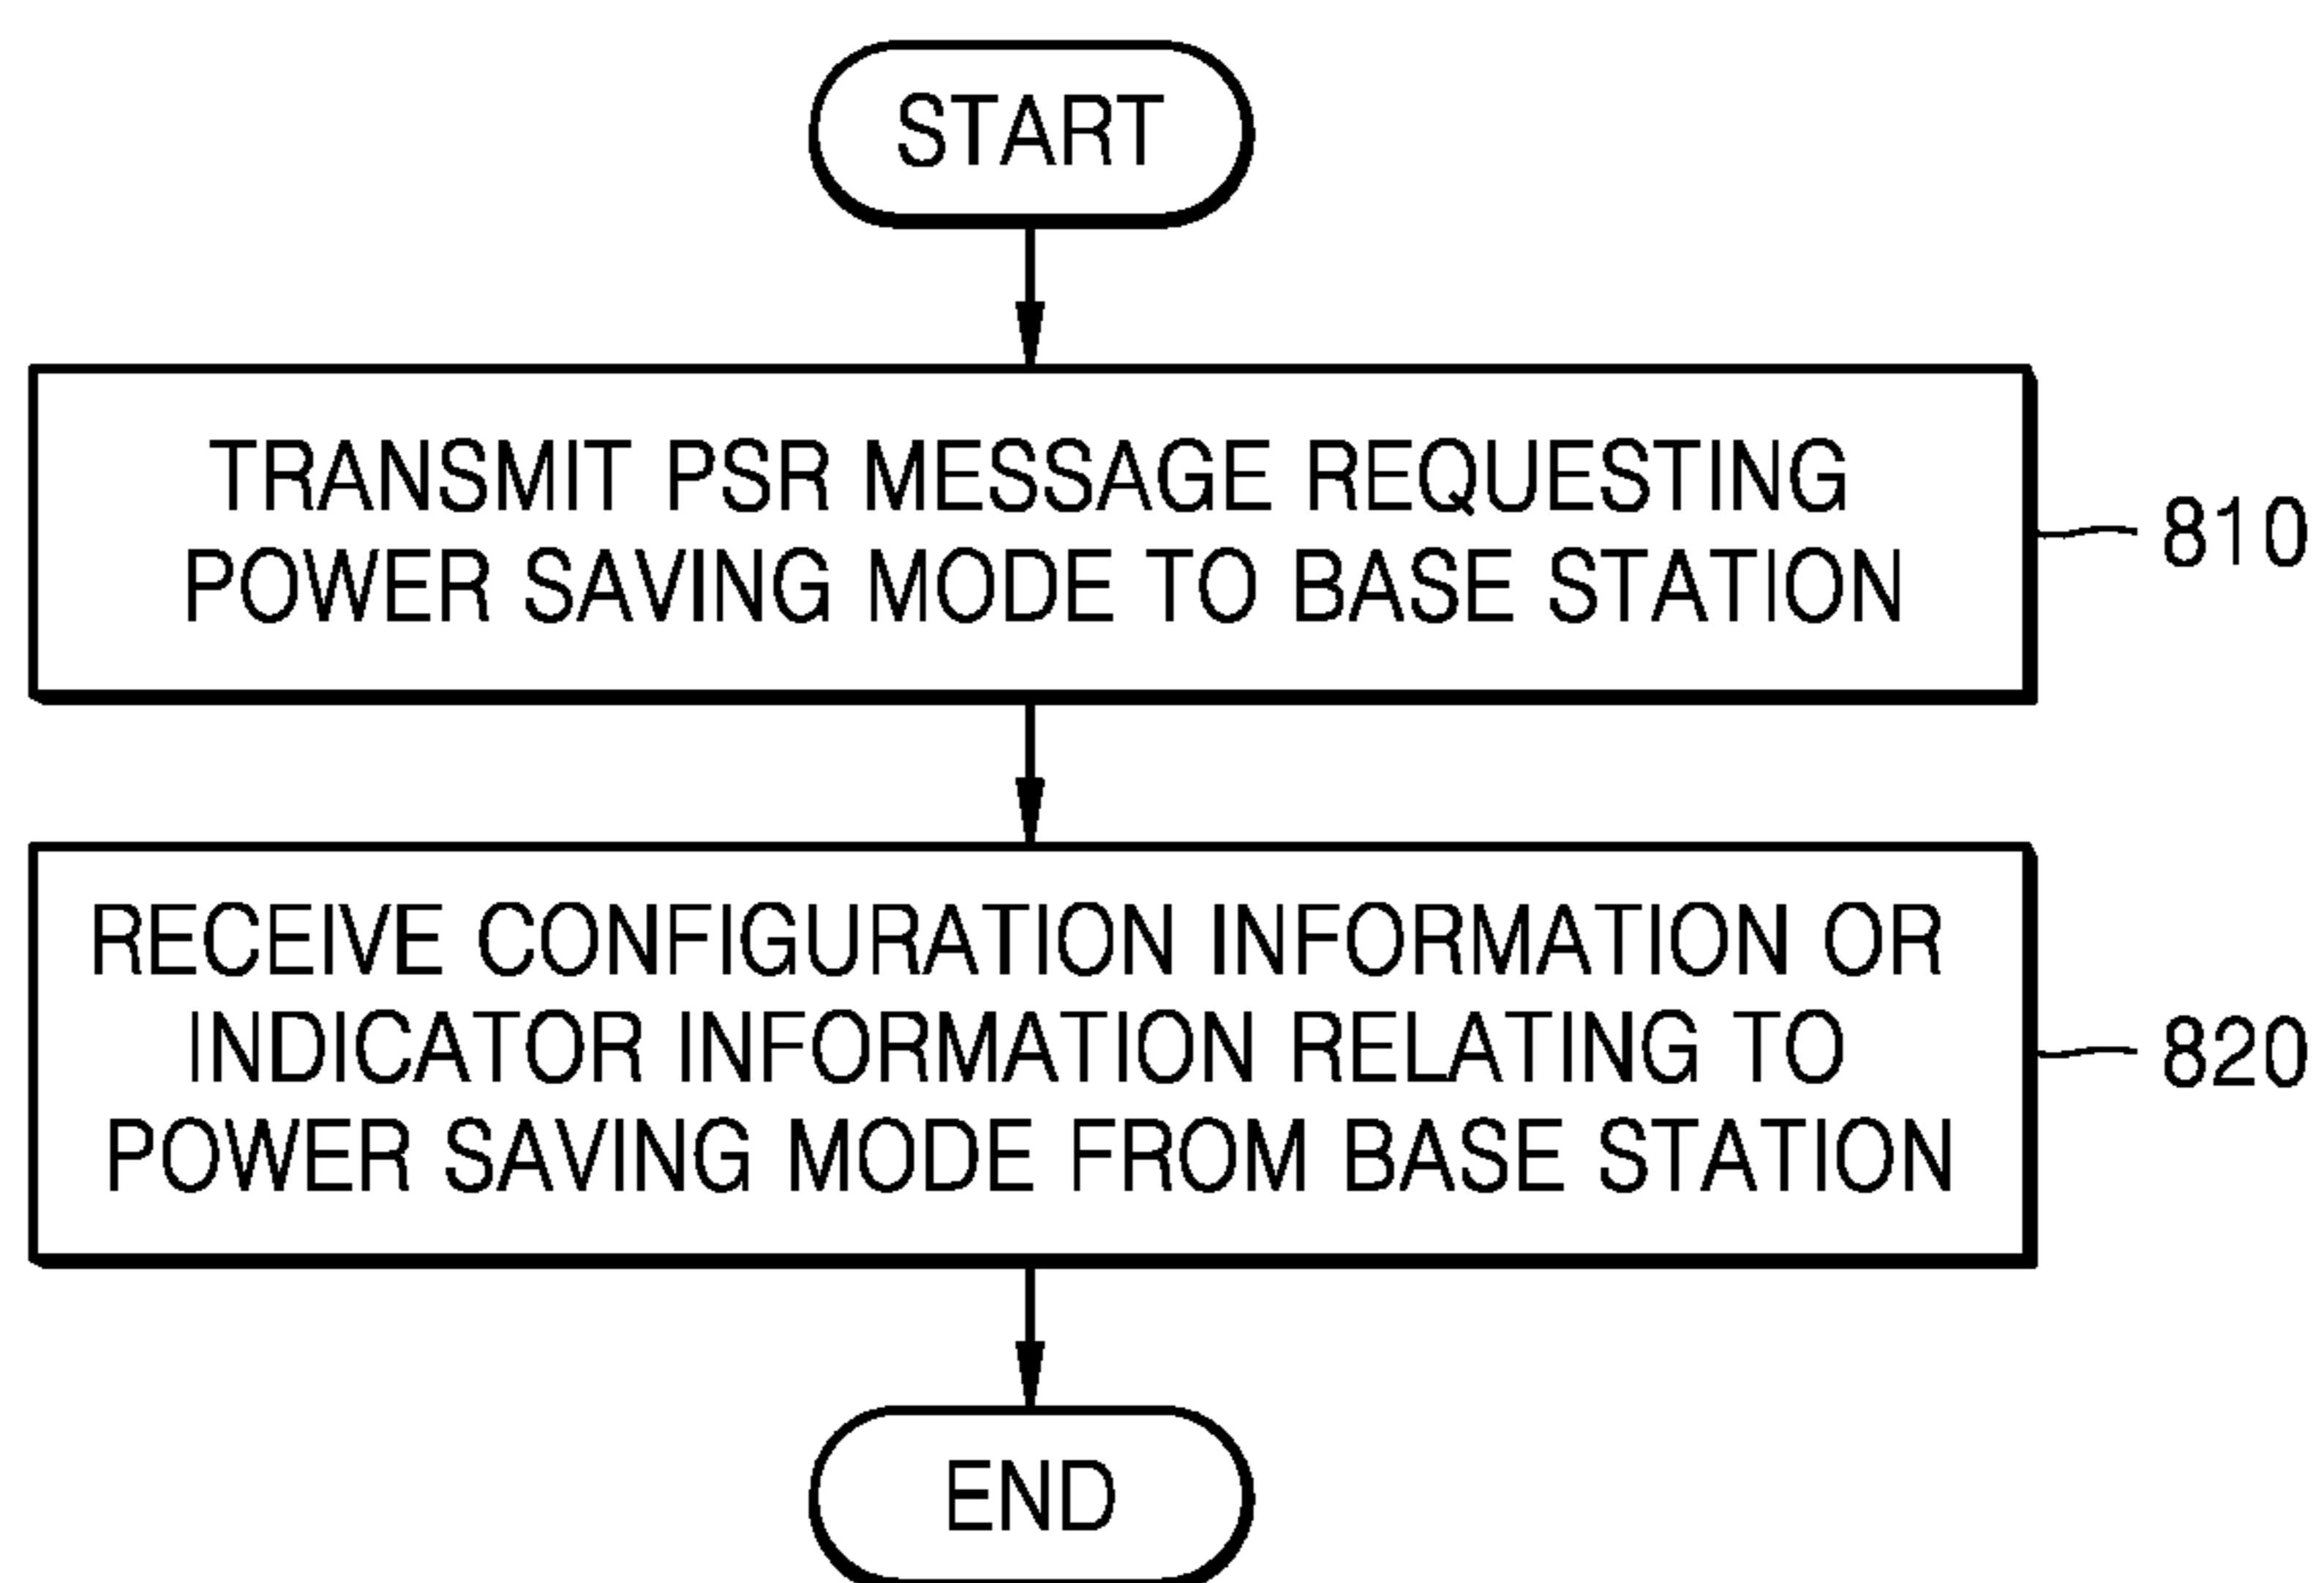 START
TRANSMIT PSR MESSAGE REQUESTING
POWER SAVING MODE TO BASE STATION
810
RECEIVE CONFIGURATION INFORMATION OR
INDICATOR INFORMATION RELATING TO
POWER SAVING MODE FROM BASE STATION
820
END